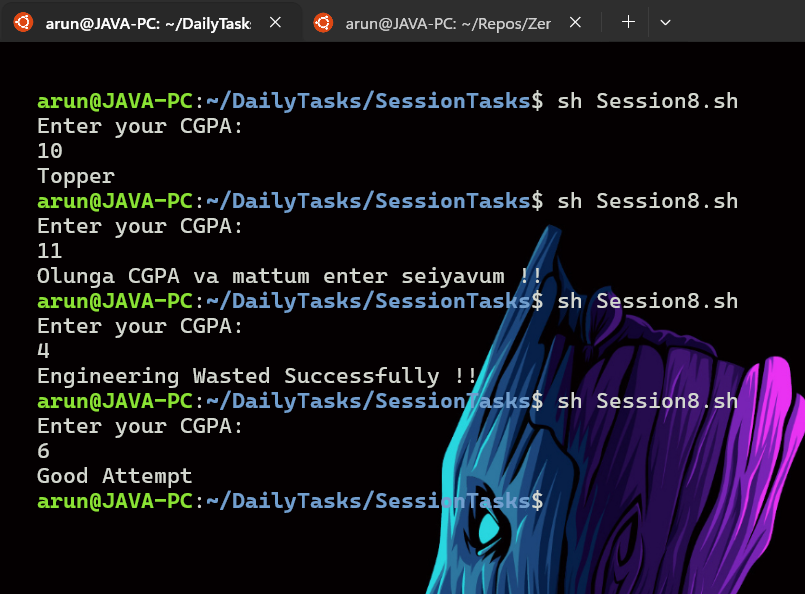 arun@JAVA-PC: ~/DailyTask
arun@JAVA-PC: ~/Repos/Zer
arun@JAVA-PC:~/DailyTasks/SessionTasks$ sh Session8.sh
Enter your CGPA:
10
Topper
arun@JAVA-PC:~/DailyTasks/SessionTasks$ sh Session8.sh
Enter your CGPA:
11
Olunga CGPA va mattum enter seiyavum !!
arun@JAVA-PC:~/DailyTasks/SessionTasks$ sh Session8.sh
Enter your CGPA:
4
Engineering Wasted Successfully !!
arun@JAVA-PC:~/DailyTasks/SessionTasks$ sh Session8.sh
Enter your CGPA:
6
Good Attempt
arun@JAVA-PC:~/DailyTasks/SessionTasks$